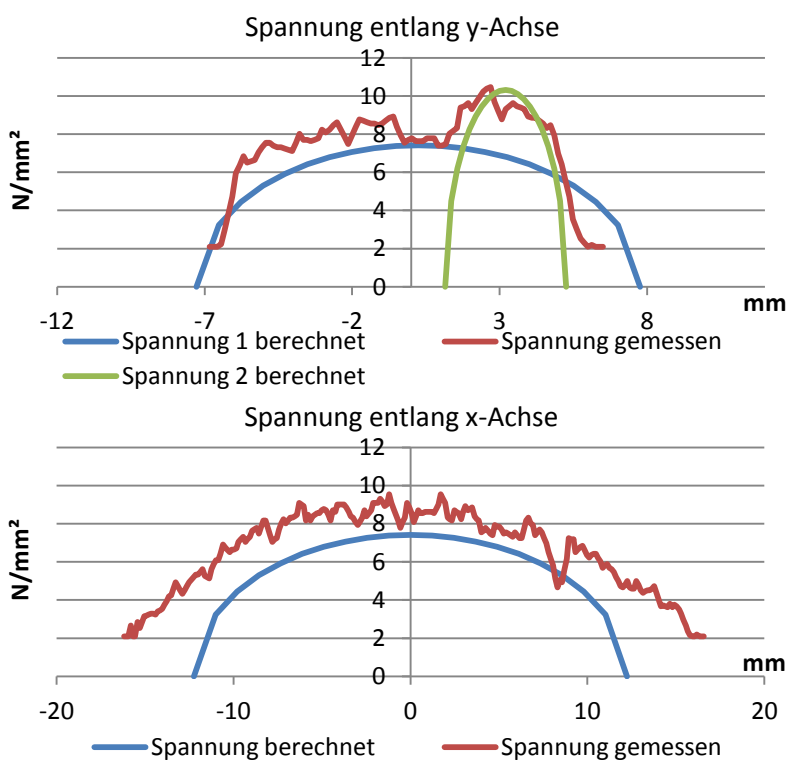 Spannung entlang y-Achse
N/mm²
12
10
8
6
4
2
0
-12
-7
-2
3
8
mm
Spannung 1 berechnet
Spannung gemessen
Spannung 2 berechnet
Spannung entlang x-Achse
N/mm²
12
10
8
6
4
2
0
mm
-20
-10
0
10
20
Spannung berechnet
Spannung gemessen